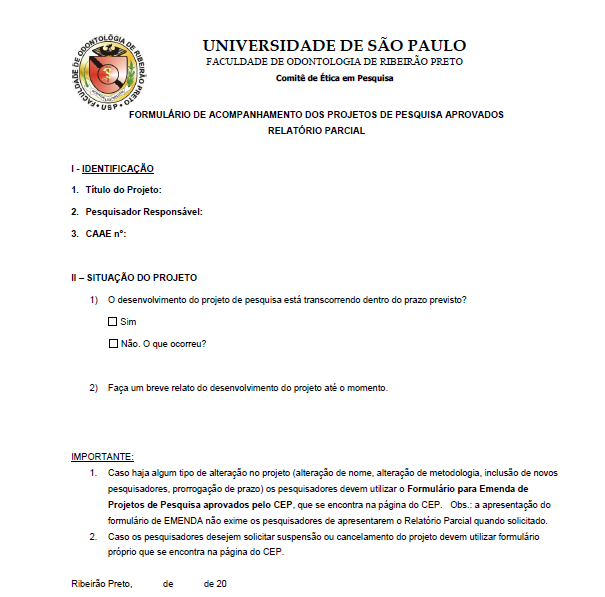 FACULDADE DE ODONTOLOGIA DE RIBEIRÃO PRETO
• USP •
UNIVERSIDADE DE SÃO PAULO
FACULDADE DE ODONTOLOGIA DE RIBEIRÃO PRETO
Comitê de Ética em Pesquisa
FORMULÁRIO DE ACOMPANHAMENTO DOS PROJETOS DE PESQUISA APROVADOS
RELATÓRIO PARCIAL
I - IDENTIFICAÇÃO
1. Título do Projeto:
2. Pesquisador Responsável:
3. CAAE nº:
II – SITUAÇÃO DO PROJETO
1) O desenvolvimento do projeto de pesquisa está transcorrendo dentro do prazo previsto?
☐ Sim
☐ Não. O que ocorreu?
2) Faça um breve relato do desenvolvimento do projeto até o momento.
IMPORTANTE:
1. Caso haja algum tipo de alteração no projeto (alteração de nome, alteração de metodologia, inclusão de novos
pesquisadores, prorrogação de prazo) os pesquisadores devem utilizar o Formulário para Emenda de
Projetos de Pesquisa aprovados pelo CEP, que se encontra na página do CEP. Obs.: a apresentação do
formulário de EMENDA não exime os pesquisadores de apresentarem o Relatório Parcial quando solicitado.
2. Caso os pesquisadores desejem solicitar suspensão ou cancelamento do projeto devem utilizar formulário
próprio que se encontra na página do CEP.
Ribeirão Preto, de de 20